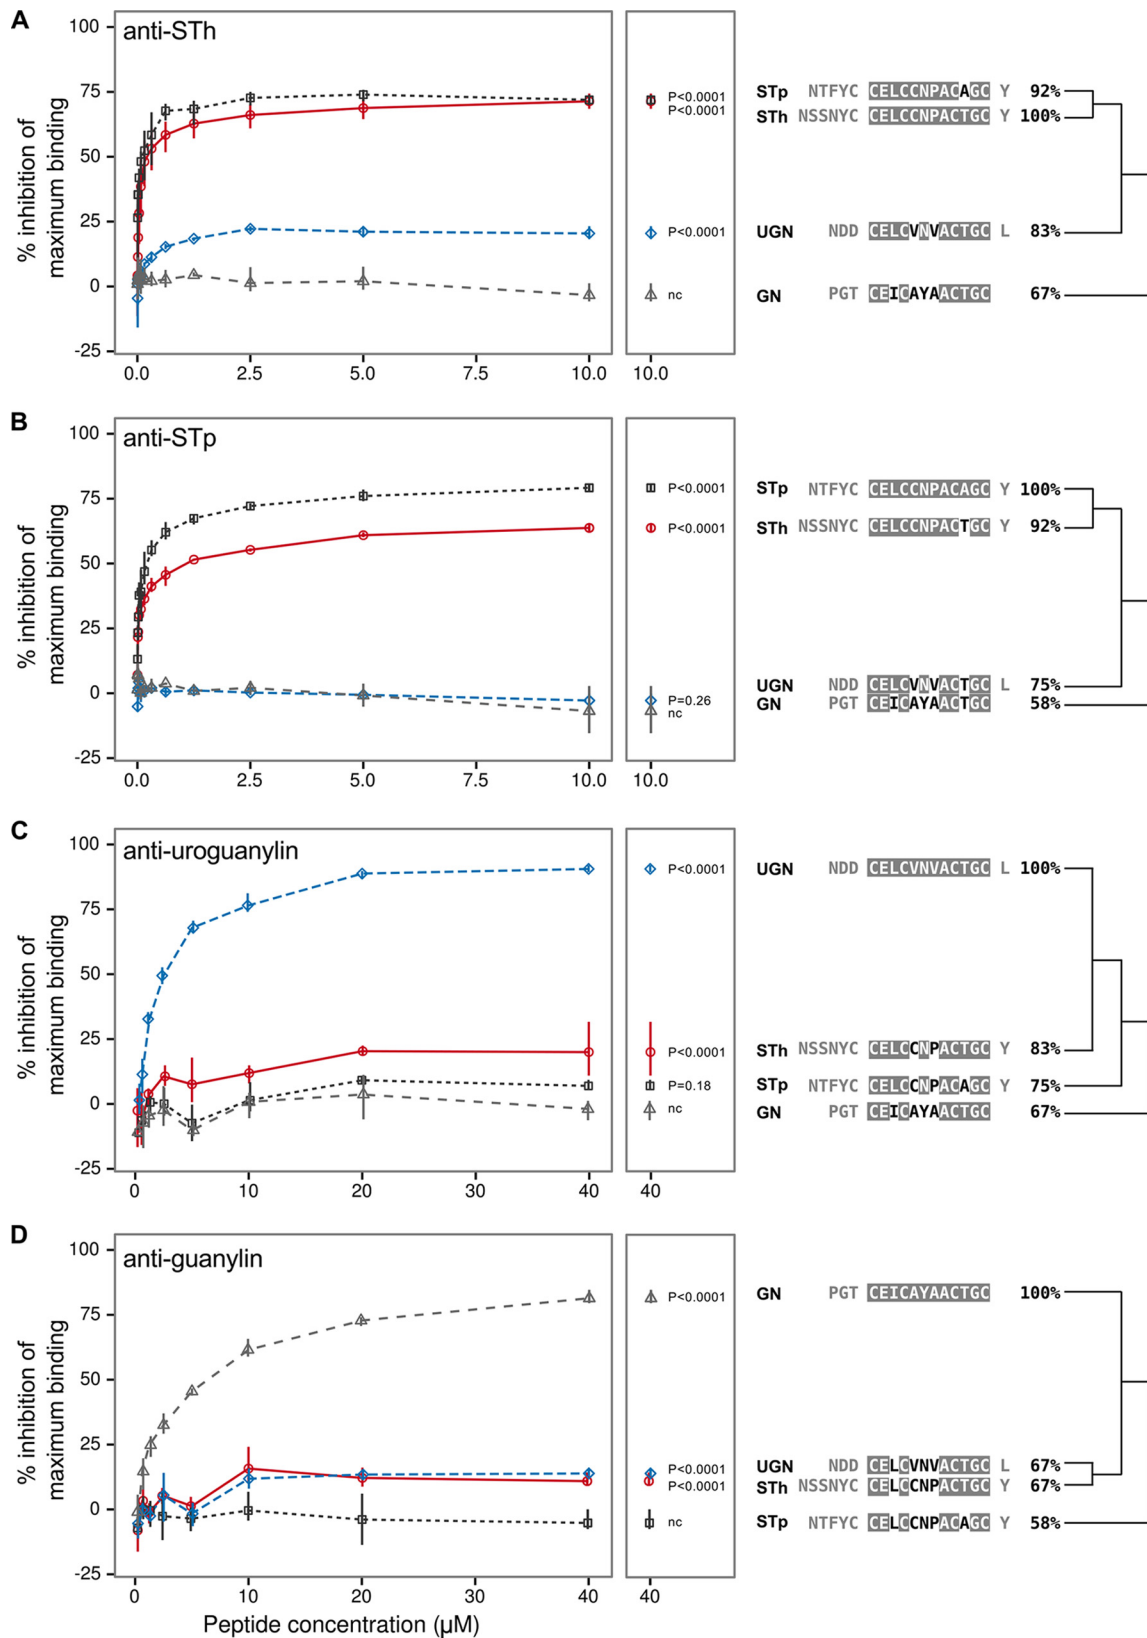 A
anti-STh
% inhibition of
maximum binding
100
75
50
25
0
-25
0.0 2.5 5.0 7.5 10.0
10.0
P<0.0001
P<0.0001
P<0.0001
nc
STp NTFYC CELCCNPACAGC Y 92%
STh NSSNYC CELCCNPACTGC Y 100%
UGN NDD CELCVNVACTGC L 83%
GN PGT CEICAYAACTGC 67%
B
anti-STp
% inhibition of
maximum binding
100
75
50
25
0
-25
0.0 2.5 5.0 7.5 10.0
10.0
P<0.0001
P<0.0001
P=0.26
nc
STp NTFYC CELCCNPACAGC Y 100%
STh NSSNYC CELCCNPACTGC Y 92%
UGN NDD CELCVNVACTGC L 75%
GN PGT CEICAYAACTGC 58%
C
anti-uroguanylin
% inhibition of
maximum binding
100
75
50
25
0
-25
0 10 20 30 40
40
P<0.0001
P<0.0001
P=0.18
nc
UGN NDD CELCVNVACTGC L 100%
STh NSSNYC CELCCNPACTGC Y 83%
STp NTFYC CELCCNPACAGC Y 75%
GN PGT CEICAYAACTGC 67%
D
anti-guanylin
% inhibition of
maximum binding
100
75
50
25
0
-25
0 10 20 30 40
40
Peptide concentration (µM)
P<0.0001
P<0.0001
P<0.0001
nc
GN PGT CEICAYAACTGC 100%
UGN NDD CELCVNVACTGC L 67%
STh NSSNYC CELCCNPACTGC Y 67%
STp NTFYC CELCCNPACAGC Y 58%